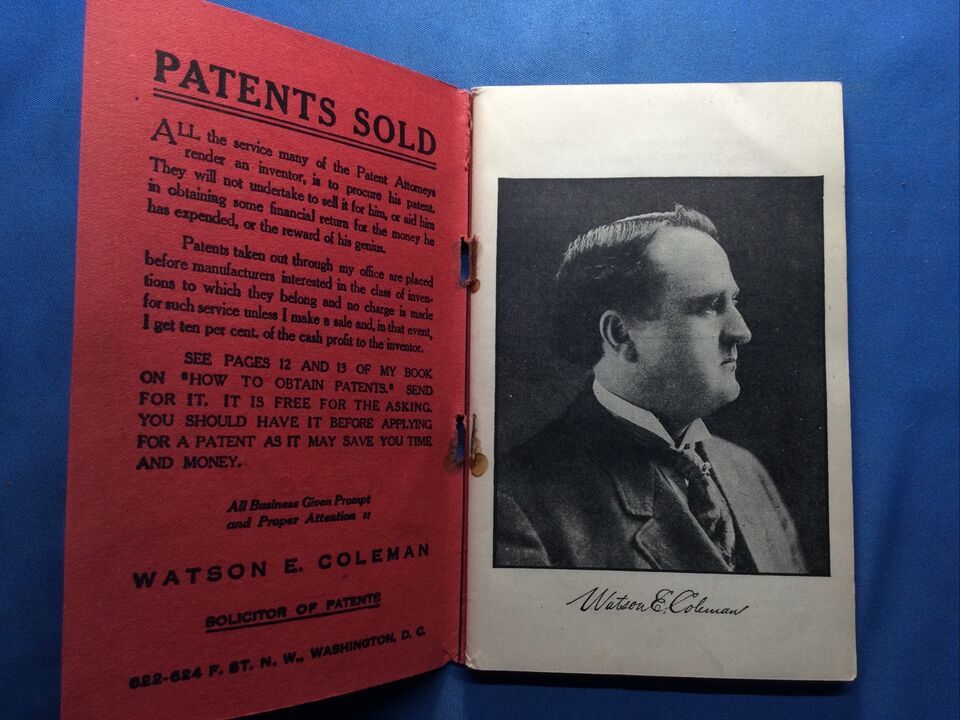 PATENTS SOLD
ALL the service many of the Patent Attorneys
render an inventor, is to procure his patent.
They will not undertake to sell it for him, or aid him
in obtaining some financial return for the money he
has expended, or the reward of his genius.
Patents taken out through my office are placed
before manufacturers interested in the class of inven-
tions to which they belong and no charge is made
for such service unless I make a sale and, in that event,
I get ten per cent. of the cash profit to the inventor.
SEE PAGES 12 AND 13 OF MY BOOK
ON "HOW TO OBTAIN PATENTS." SEND
FOR IT. IT IS FREE FOR THE ASKING.
YOU SHOULD HAVE IT BEFORE APPLYING
FOR A PATENT AS IT MAY SAVE YOU TIME
AND MONEY.
All Business Given Prompt
and Proper Attention ::
WATSON E. COLEMAN
SOLICITOR OF PATENTS
622-624 F. ST. N. W., WASHINGTON, D. C.
Watson E. Coleman